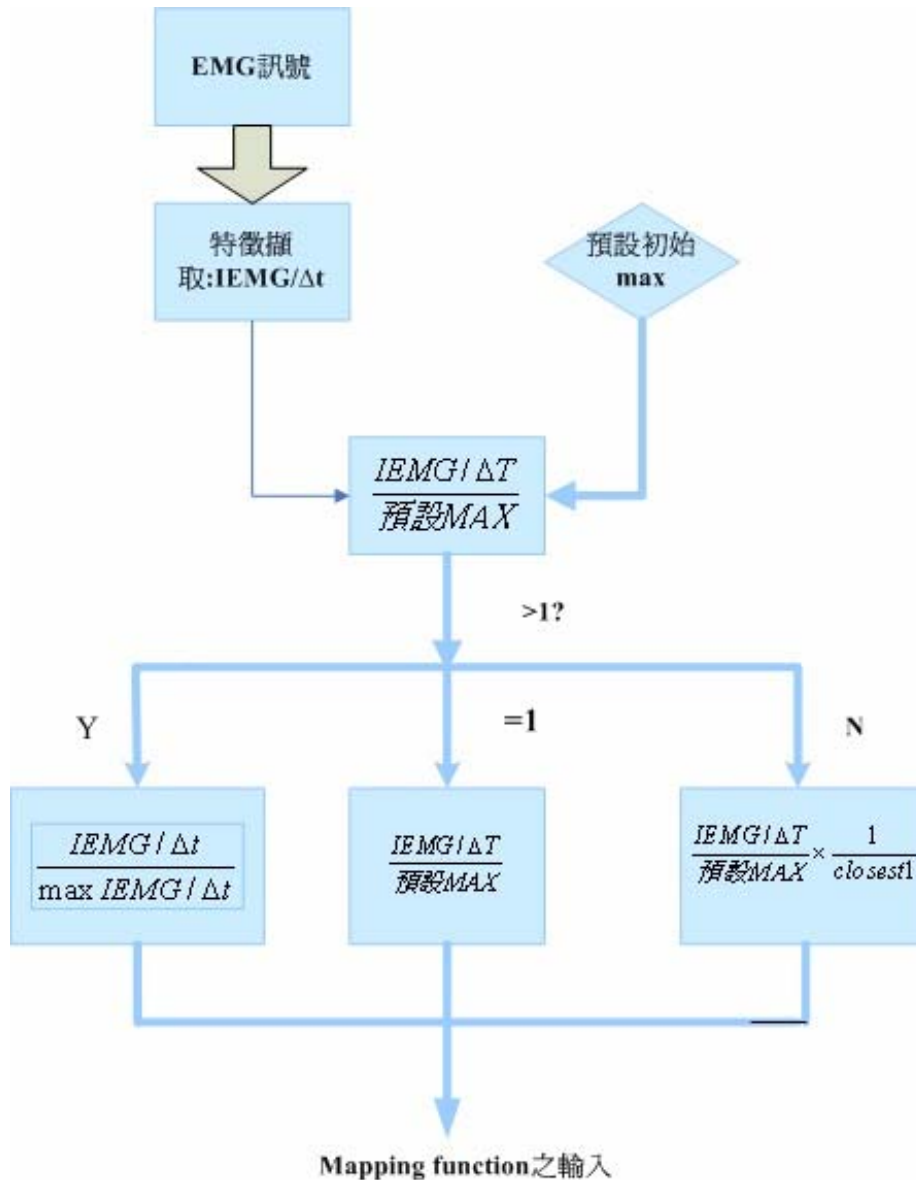 EMG訊號
特徵擷
取:IEMG/Δt
預設初始
max
IEMG/ΔT
預設MAX
>1?
Y
=1
N
IEMG/Δt
max IEMG/Δt
IEMG/ΔT
預設MAX
IEMG/ΔT
預設MAX
×
1
closest1
Mapping function之輸入